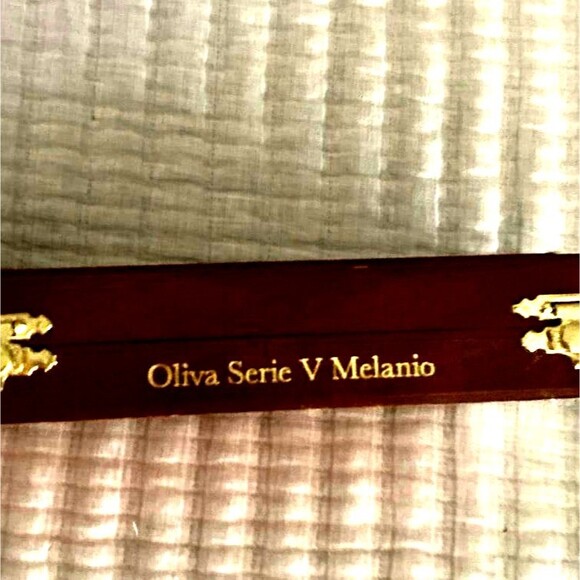 Oliva Serie V Melanio